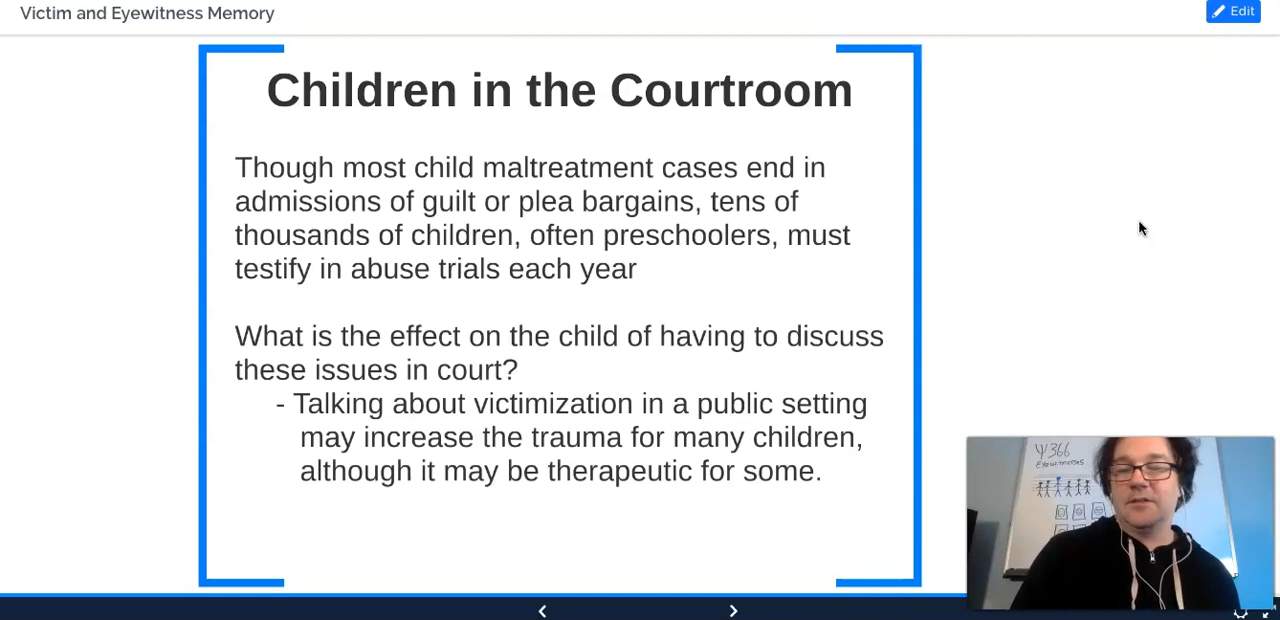 Victim and Eyewitness Memory
Edit
Children in the Courtroom
Though most child maltreatment cases end in
admissions of guilt or plea bargains, tens of
thousands of children, often preschoolers, must
testify in abuse trials each year
What is the effect on the child of having to discuss
these issues in court?
- Talking about victimization in a public setting
may increase the trauma for many children,
although it may be therapeutic for some.
Ψ366
Eyewitnesses